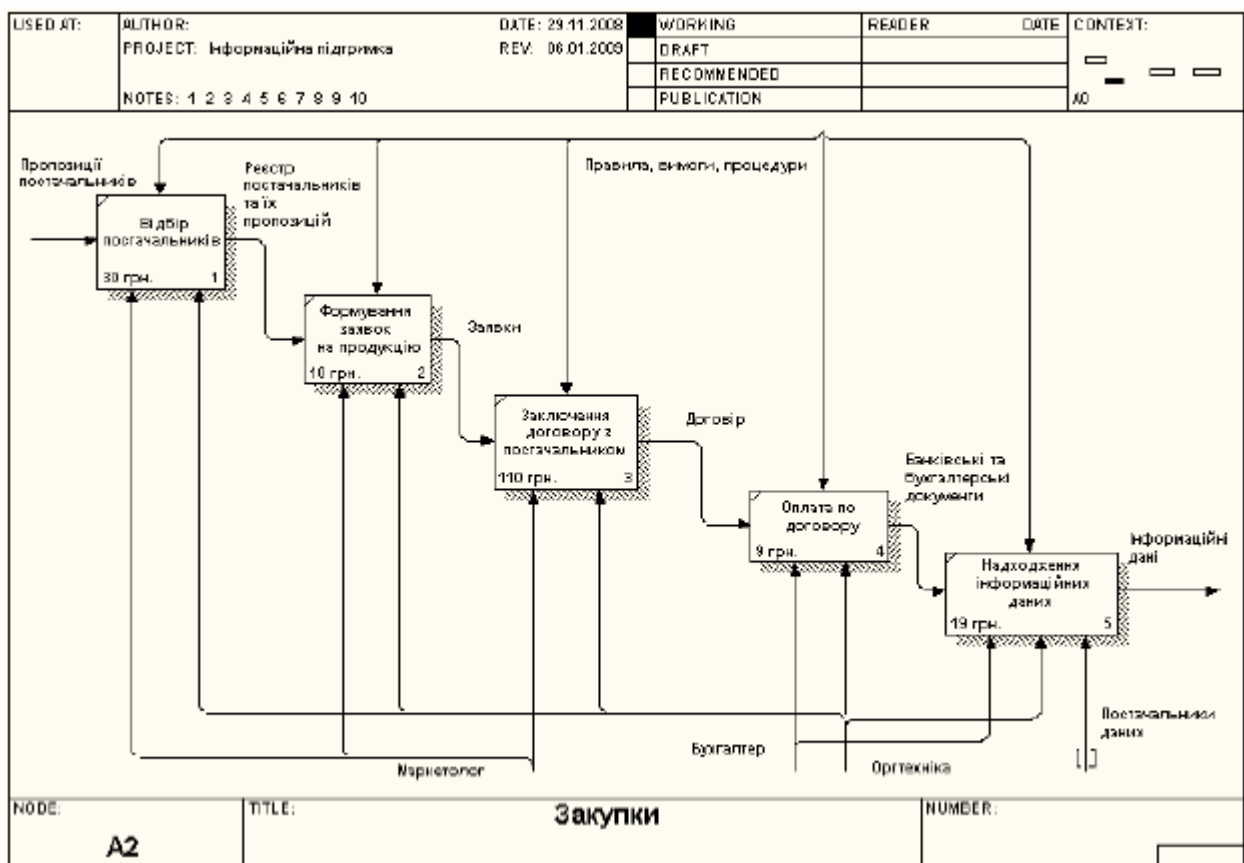 USED AT:
AUTHOR:
DATE: 29.11.2008
PROJECT: Інформаційна підтримка
REV: 06.01.2009
NOTES: 1 2 3 4 5 6 7 8 9 10
WORKING
DRAFT
RECOMMENDED
PUBLICATION
READER
DATE
CONTEXT:
A0
Пропозиції
постачальників
Реєстр
постачальників
та їх
пропозицій
Правила, вимоги, процедури
Відбір
постачальників
30 грн.
1
Формування
заявок
на продукцію
10 грн.
2
Заявки
Заключення
договору з
постачальником
110 грн.
3
Договір
Оплата по
договору
9 грн.
4
Банківські та
бухгалтерські
документи
Надходження
інформаційних
даних
19 грн.
5
Інформаційні
дані
Постачальники
даних
Маркетолог
Бухгалтер
Оргтехніка
NODE:
A2
TITLE:
Закупки
NUMBER: